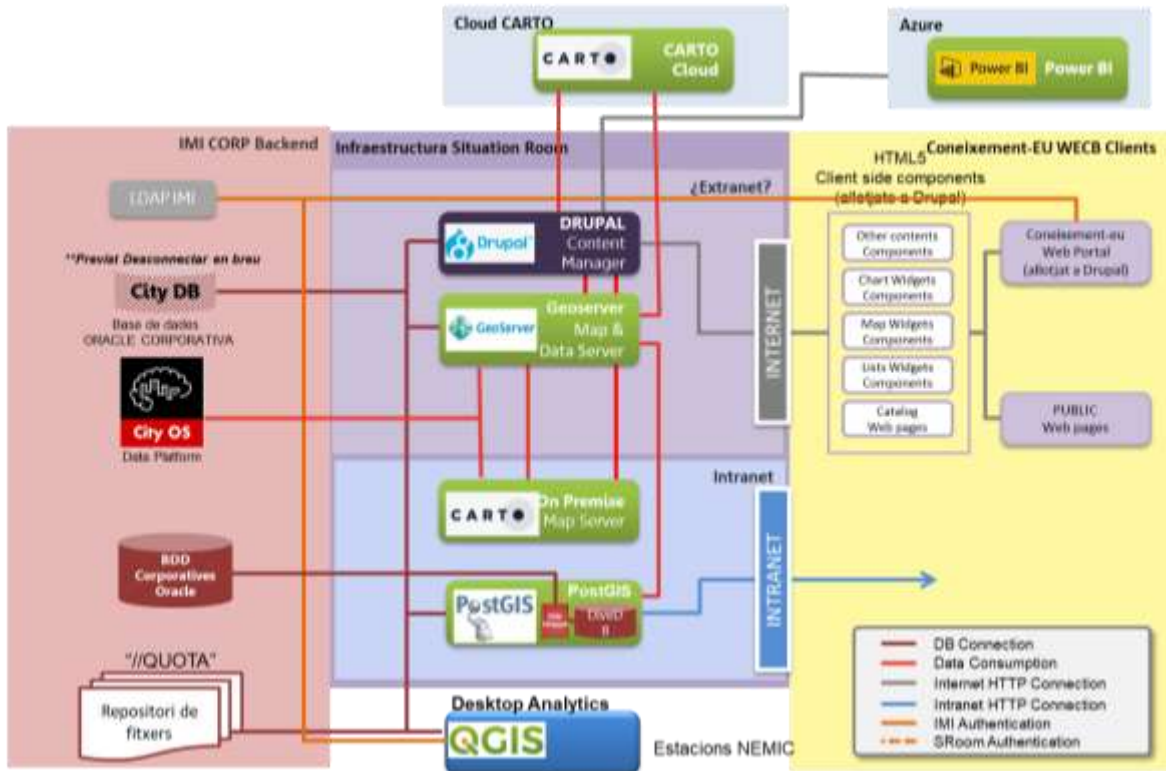 Cloud CARTO
CARTO
CARTO
Cloud
Azure
Power BI
Power BI
IMI CORP Backend
Infraestructura Situation Room
Coneixement-EU WECB Clients
HTML5
Client side components
(allotjats a Drupal)
¿Extranet?
LDAP IMI
**Previst Desconnectar en breu
City DB
Base de dades
ORACLE CORPORATIVA
City OS
Data Platform
Drupal
DRUPAL
Content
Manager
GeoServer
Geoserver
Map &
Data Server
INTERNET
Other contents
Components
Chart Widgets
Components
Map Widgets
Components
Lists Widgets
Components
Catalog
Web pages
Coneixement-eu
Web Portal
(allotjat a Drupal)
PUBLIC
Web pages
Intranet
CARTO
On Premise
Map Server
BDD
Corporatives
Oracle
PostGIS
PostGIS
INTRANET
"//QUOTA"
Repositori de
fitxers
Desktop Analytics
QGIS
Estacions NEMIC
DB Connection
Data Consumption
Internet HTTP Connection
Intranet HTTP Connection
IMI Authentication
SRoom Authentication